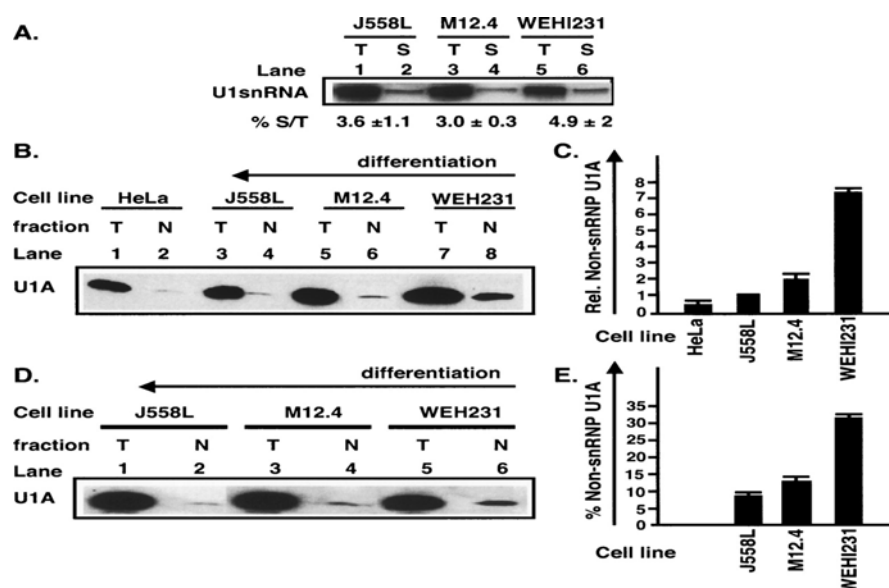 A.
J558L M12.4 WEHI231
T S T S T S
Lane 1 2 3 4 5 6
U1snRNA
% S/T 3.6 ±1.1 3.0 ± 0.3 4.9 ± 2
B.
differentiation
Cell line HeLa J558L M12.4 WEH231
fraction T N T N T N T N
Lane 1 2 3 4 5 6 7 8
U1A
C.
Rel. Non-snRNP U1A
8
7
6
5
4
3
2
1
0
Cell line HeLa J558L M12.4 WEHI231
D.
differentiation
Cell line J558L M12.4 WEH231
fraction T N T N T N
Lane 1 2 3 4 5 6
U1A
E.
% Non-snRNP U1A
35
30
25
20
15
10
5
0
Cell line J558L M12.4 WEHI231